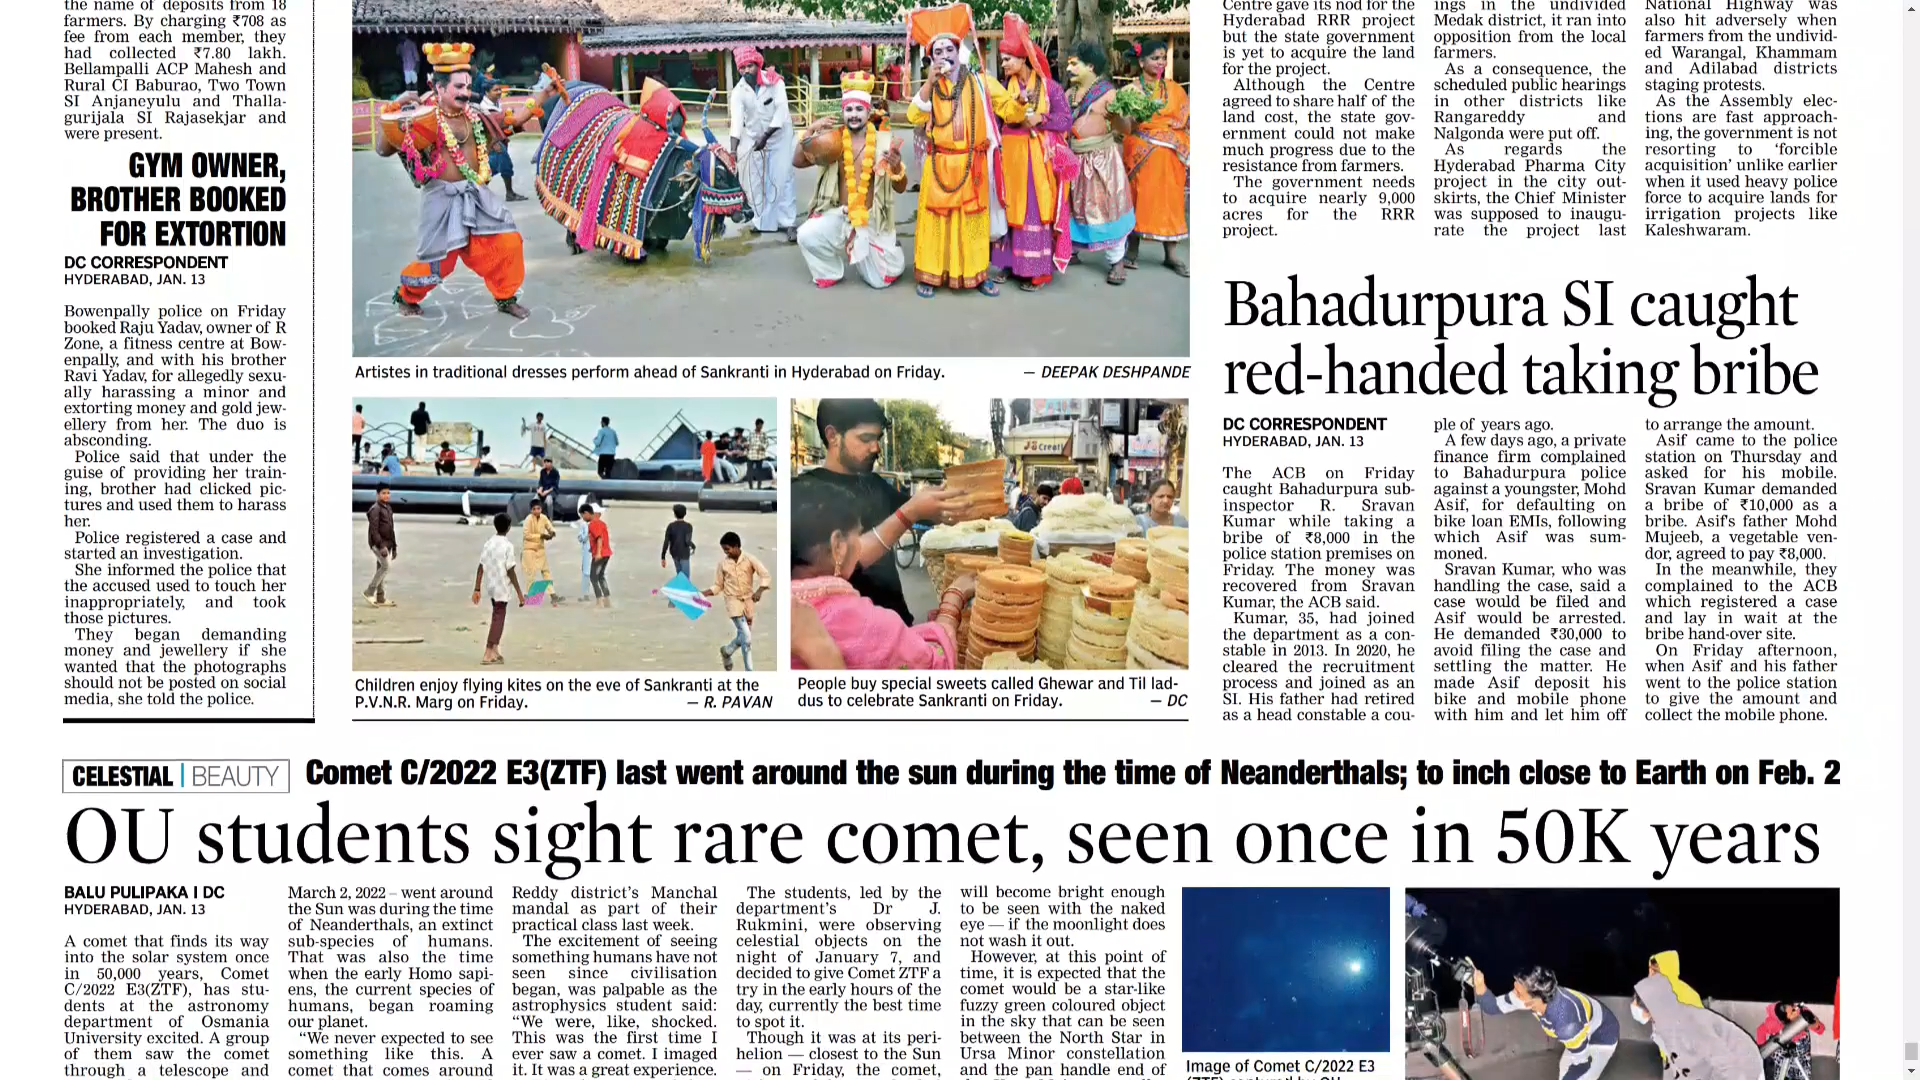 the name of deposits from 18
farmers. By charging ₹708 as
fee from each member, they
had collected ₹7.80 lakh.
Bellampalli ACP Mahesh and
Rural CI Baburao, Two Town
SI Anjaneyulu and Thalla-
gurijala SI Rajasekjar and
were present.
GYM OWNER,
BROTHER BOOKED
FOR EXTORTION
DC CORRESPONDENT
HYDERABAD, JAN. 13
Bowenpally police on Friday
booked Raju Yadav, owner of R
Zone, a fitness centre at Bow-
enpally, and with his brother
Ravi Yadav, for allegedly sexu-
ally harassing a minor and
extorting money and gold jew-
ellery from her. The duo is
absconding.
Police said that under the
guise of providing her train-
ing, brother had clicked pic-
tures and used them to harass
her.
Police registered a case and
started an investigation.
She informed the police that
the accused used to touch her
inappropriately, and took
those pictures.
They began demanding
money and jewellery if she
wanted that the photographs
should not be posted on social
media, she told the police.
Artistes in traditional dresses perform ahead of Sankranti in Hyderabad on Friday. — DEEPAK DESHPANDE
Children enjoy flying kites on the eve of Sankranti at the
P.V.N.R. Marg on Friday. — R. PAVAN
People buy special sweets called Ghewar and Til lad-
dus to celebrate Sankranti on Friday. — DC
Centre gave its nod for the
Hyderabad RRR project
but the state government
is yet to acquire the land
for the project.
Although the Centre
agreed to share half of the
land cost, the state gov-
ernment could not make
much progress due to the
resistance from farmers.
The government needs
to acquire nearly 9,000
acres for the RRR
project.
ings in the undivided
Medak district, it ran into
opposition from the local
farmers.
As a consequence, the
scheduled public hearings
in other districts like
Rangareddy and
Nalgonda were put off.
As regards the
Hyderabad Pharma City
project in the city out-
skirts, the Chief Minister
was supposed to inaugu-
rate the project last
National Highway was
also hit adversely when
farmers from the undivid-
ed Warangal, Khammam
and Adilabad districts
staging protests.
As the Assembly elec-
tions are fast approach-
ing, the government is not
resorting to ‘forcible
acquisition’ unlike earlier
when it used heavy police
force to acquire lands for
irrigation projects like
Kaleshwaram.
Bahadurpura SI caught
red-handed taking bribe
DC CORRESPONDENT
HYDERABAD, JAN. 13
The ACB on Friday
caught Bahadurpura sub-
inspector R. Sravan
Kumar while taking a
bribe of ₹8,000 in the
police station premises on
Friday. The money was
recovered from Sravan
Kumar, the ACB said.
Kumar, 35, had joined
the department as a con-
stable in 2013. In 2020, he
cleared the recruitment
process and joined as an
SI. His father had retired
as a head constable a cou-
ple of years ago.
A few days ago, a private
finance firm complained
to Bahadurpura police
against a youngster, Mohd
Asif, for defaulting on
bike loan EMIs, following
which Asif was sum-
moned.
Sravan Kumar, who was
handling the case, said a
case would be filed and
Asif would be arrested.
He demanded ₹30,000 to
avoid filing the case and
settling the matter. He
made Asif deposit his
bike and mobile phone
with him and let him off
to arrange the amount.
Asif came to the police
station on Thursday and
asked for his mobile.
Sravan Kumar demanded
a bribe of ₹10,000 as a
bribe. Asif's father Mohd
Mujeeb, a vegetable ven-
dor, agreed to pay ₹8,000.
In the meanwhile, they
complained to the ACB
which registered a case
and lay in wait at the
bribe hand-over site.
On Friday afternoon,
when Asif and his father
went to the police station
to give the amount and
collect the mobile phone.
CELESTIAL | BEAUTY
Comet C/2022 E3(ZTF) last went around the sun during the time of Neanderthals; to inch close to Earth on Feb. 2
OU students sight rare comet, seen once in 50K years
BALU PULIPAKA I DC
HYDERABAD, JAN. 13
A comet that finds its way
into the solar system once
in 50,000 years, Comet
C/2022 E3(ZTF), has stu-
dents at the astronomy
department of Osmania
University excited. A group
of them saw the comet
through a telescope and
March 2, 2022 – went around
the Sun was during the time
of Neanderthals, an extinct
sub-species of humans.
That was also the time
when the early Homo sapi-
ens, the current species of
humans, began roaming
our planet.
“We never expected to see
something like this. A
comet that comes around
Reddy district's Manchal
mandal as part of their
practical class last week.
The excitement of seeing
something humans have not
seen since civilisation
began, was palpable as the
astrophysics student said:
“We were, like, shocked.
This was the first time I
ever saw a comet. I imaged
it. It was a great experience.
The students, led by the
department's Dr J.
Rukmini, were observing
celestial objects on the
night of January 7, and
decided to give Comet ZTF a
try in the early hours of the
day, currently the best time
to spot it.
Though it was at its peri-
helion — closest to the Sun
— on Friday, the comet,
will become bright enough
to be seen with the naked
eye — if the moonlight does
not wash it out.
However, at this point of
time, it is expected that the
comet would be a star-like
fuzzy green coloured object
in the sky that can be seen
between the North Star in
Ursa Minor constellation
and the pan handle end of
Image of Comet C/2022 E3